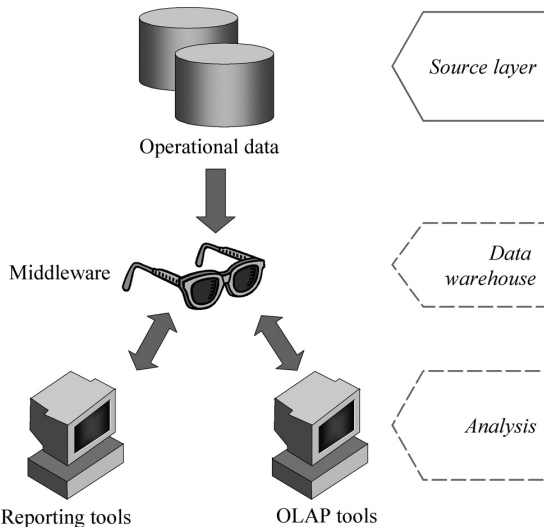 Source layer
Operational data
Middleware
Data
warehouse
Analysis
Reporting tools
OLAP tools